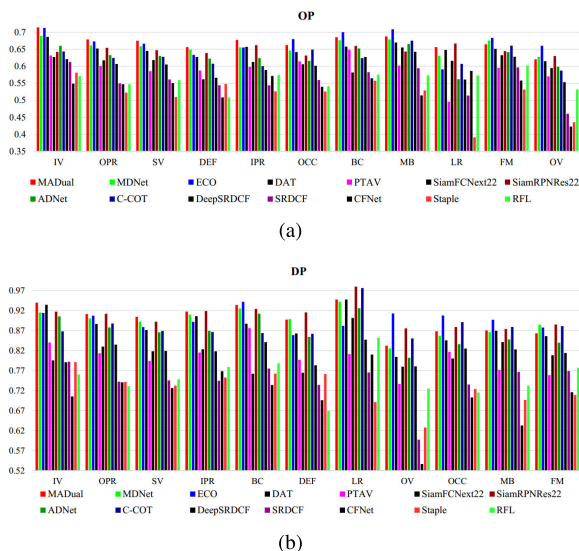 OP
0.7
0.65
0.6
0.55
0.5
0.45
0.4
0.35
IV OPR SV DEF IPR OCC BC MB LR FM OV
MADual MDNet ECO DAT PTAV SiamFCNext22 SiamRPNRes22
ADNet C-COT DeepSRDCF SRDCF CFNet Staple RFL
(a)
DP
0.97
0.92
0.87
0.82
0.77
0.72
0.67
0.62
0.57
0.52
IV OPR SV IPR BC DEF LR OV OCC MB FM
MADual MDNet ECO DAT PTAV SiamFCNext22 SiamRPNRes22
ADNet C-COT DeepSRDCF SRDCF CFNet Staple RFL
(b)